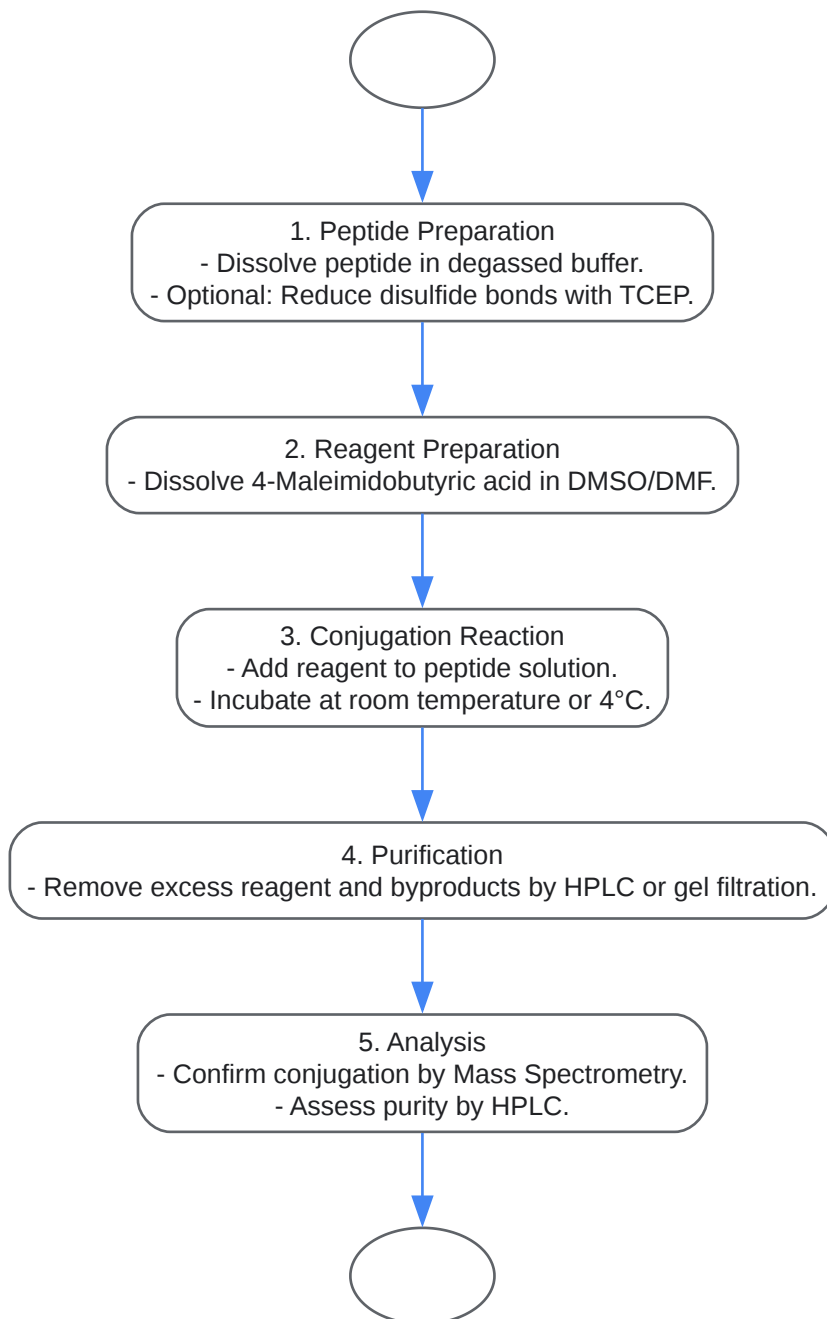 1. Peptide Preparation
- Dissolve peptide in degassed buffer.
- Optional: Reduce disulfide bonds with TCEP.
2. Reagent Preparation
- Dissolve 4-Maleimidobutyric acid in DMSO/DMF.
3. Conjugation Reaction
- Add reagent to peptide solution.
- Incubate at room temperature or 4°C.
4. Purification
- Remove excess reagent and byproducts by HPLC or gel filtration.
5. Analysis
- Confirm conjugation by Mass Spectrometry.
- Assess purity by HPLC.